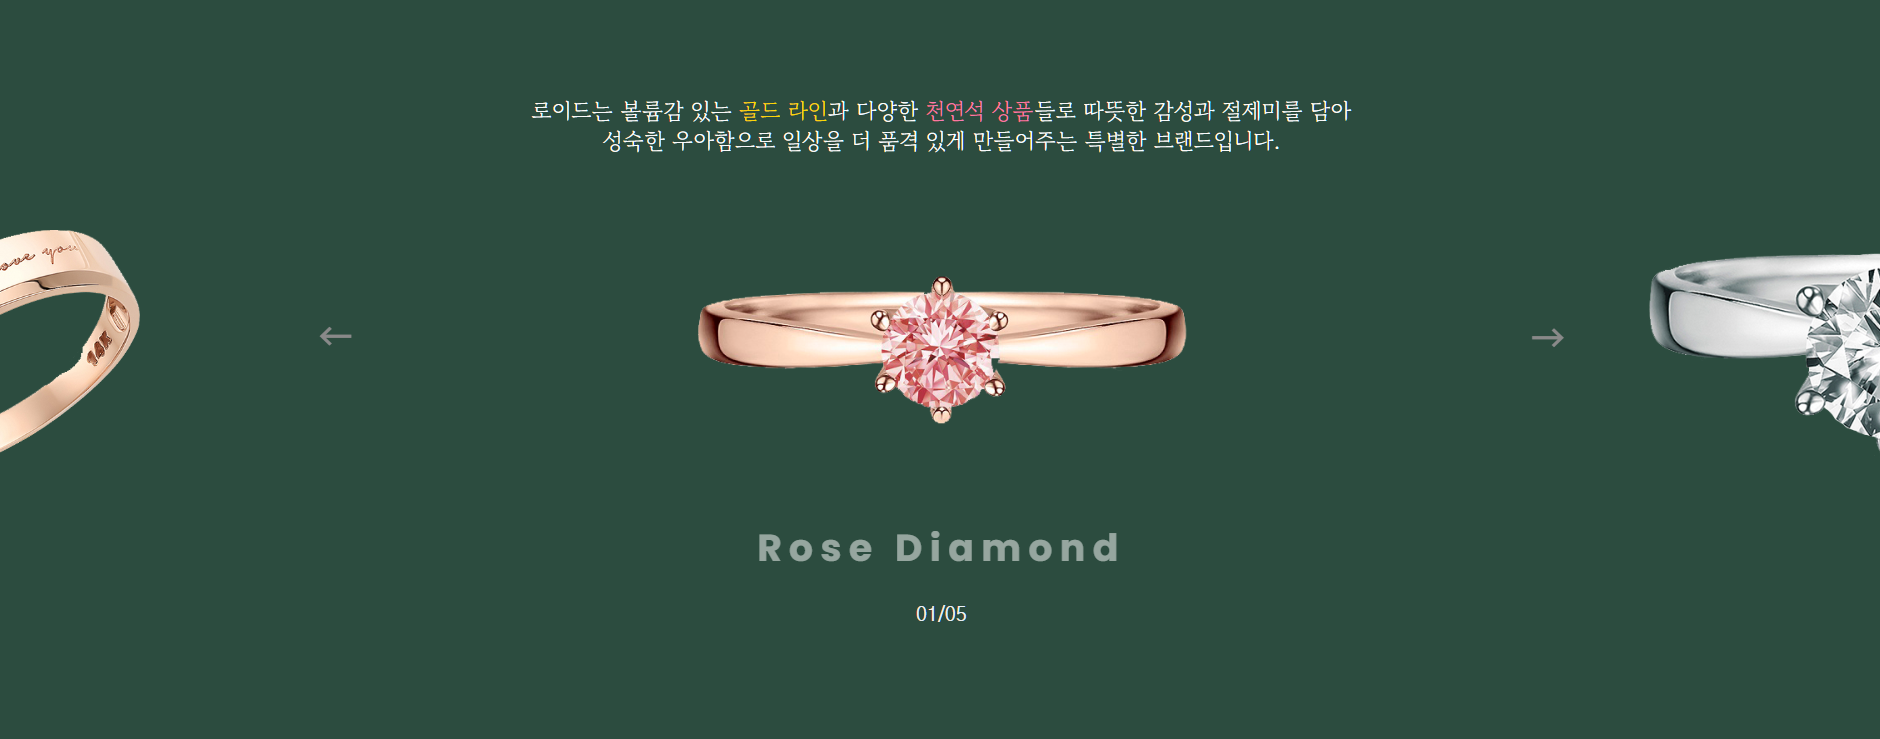 로이드는 볼륨감 있는 골드 라인과 다양한 천연석 상품들로 따뜻한 감성과 절제미를 담아
성숙한 우아함으로 일상을 더 품격 있게 만들어주는 특별한 브랜드입니다.
you
14K
Rose Diamond
01/05